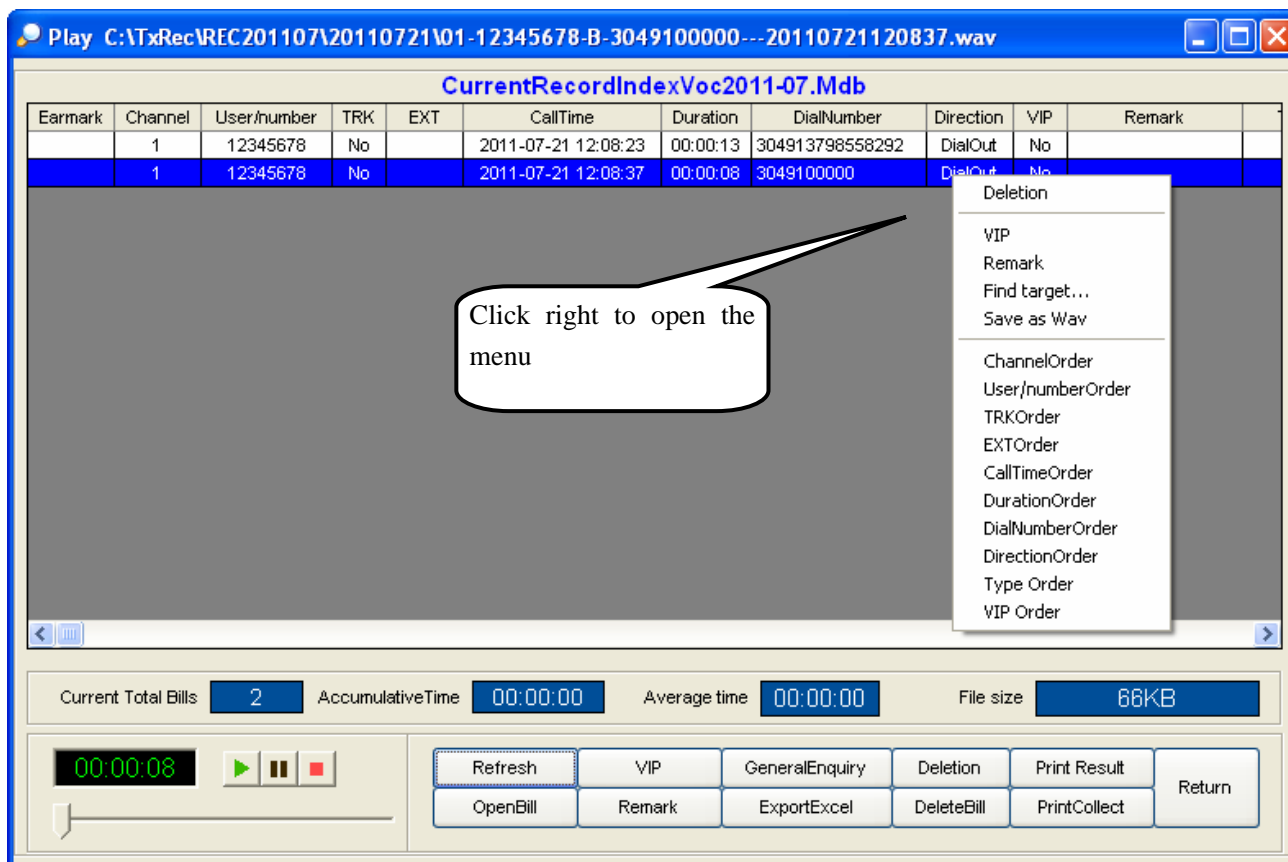 Play C:\TxRec\REC201107\20110721\01-12345678-B-3049100000---20110721120837.wav
CurrentRecordIndexVoc2011-07.Mdb
Earmark Channel User/number TRK EXT CallTime Duration DialNumber Direction VIP Remark
1 12345678 No 2011-07-21 12:08:23 00:00:13 304913798558292 DialOut No
1 12345678 No 2011-07-21 12:08:37 00:00:08 3049100000 DialOut No
Deletion
VIP
Remark
Find target...
Save as Wav
ChannelOrder
User/numberOrder
TRKOrder
EXTOrder
CallTimeOrder
DurationOrder
DialNumberOrder
DirectionOrder
Type Order
VIP Order
Click right to open the
menu
Current Total Bills 2 AccumulativeTime 00:00:00 Average time 00:00:00 File size 66KB
00:00:08
Refresh VIP GeneralEnquiry Deletion Print Result Return
OpenBill Remark ExportExcel DeleteBill PrintCollect